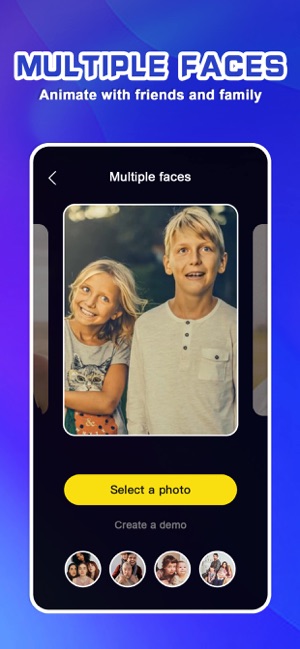 MULTIPLE FACES
Animate with friends and family
Multiple faces
Select a photo
Create a demo